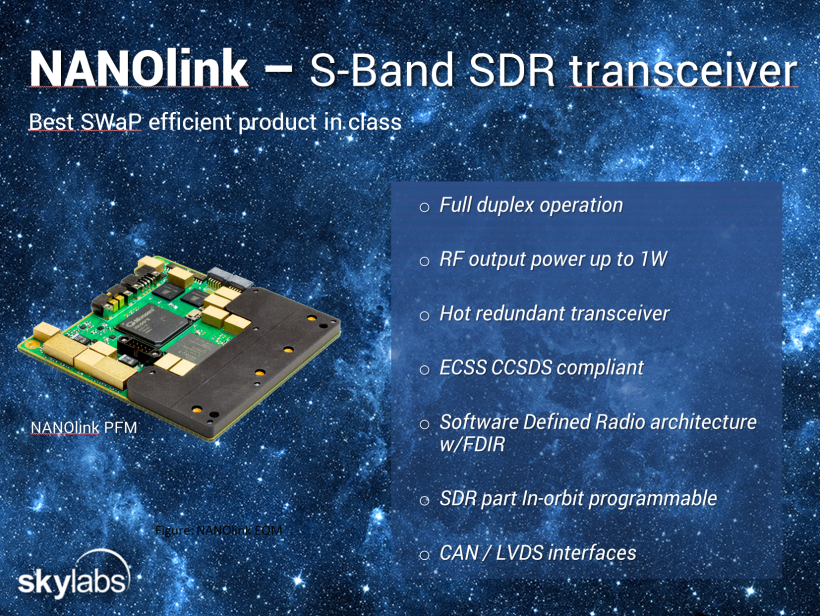 NANOlink – S-Band SDR transceiver
Best SWaP efficient product in class
○ Full duplex operation
○ RF output power up to 1W
○ Hot redundant transceiver
○ ECSS CCSDS compliant
○ Software Defined Radio architecture
w/FDIR
○ SDR part In-orbit programmable
○ CAN / LVDS interfaces
NANOlink PFM
Figure: NANOlink EQM
skylabs